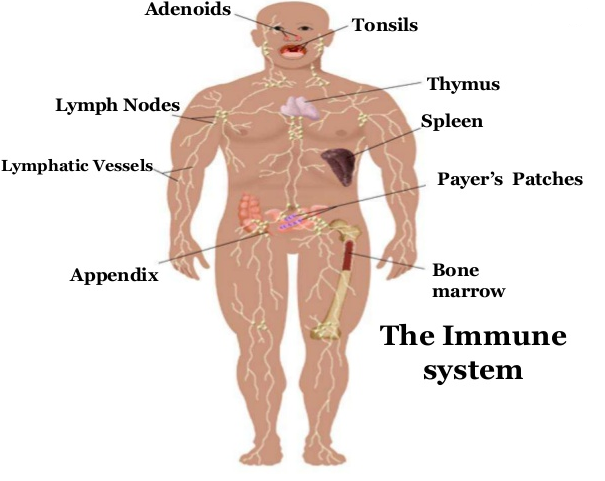 Adenoids
Tonsils
Thymus
Lymph Nodes
Spleen
Lymphatic Vessels
Payer’s  Patches
Appendix
Bone
marrow
The Immune
system